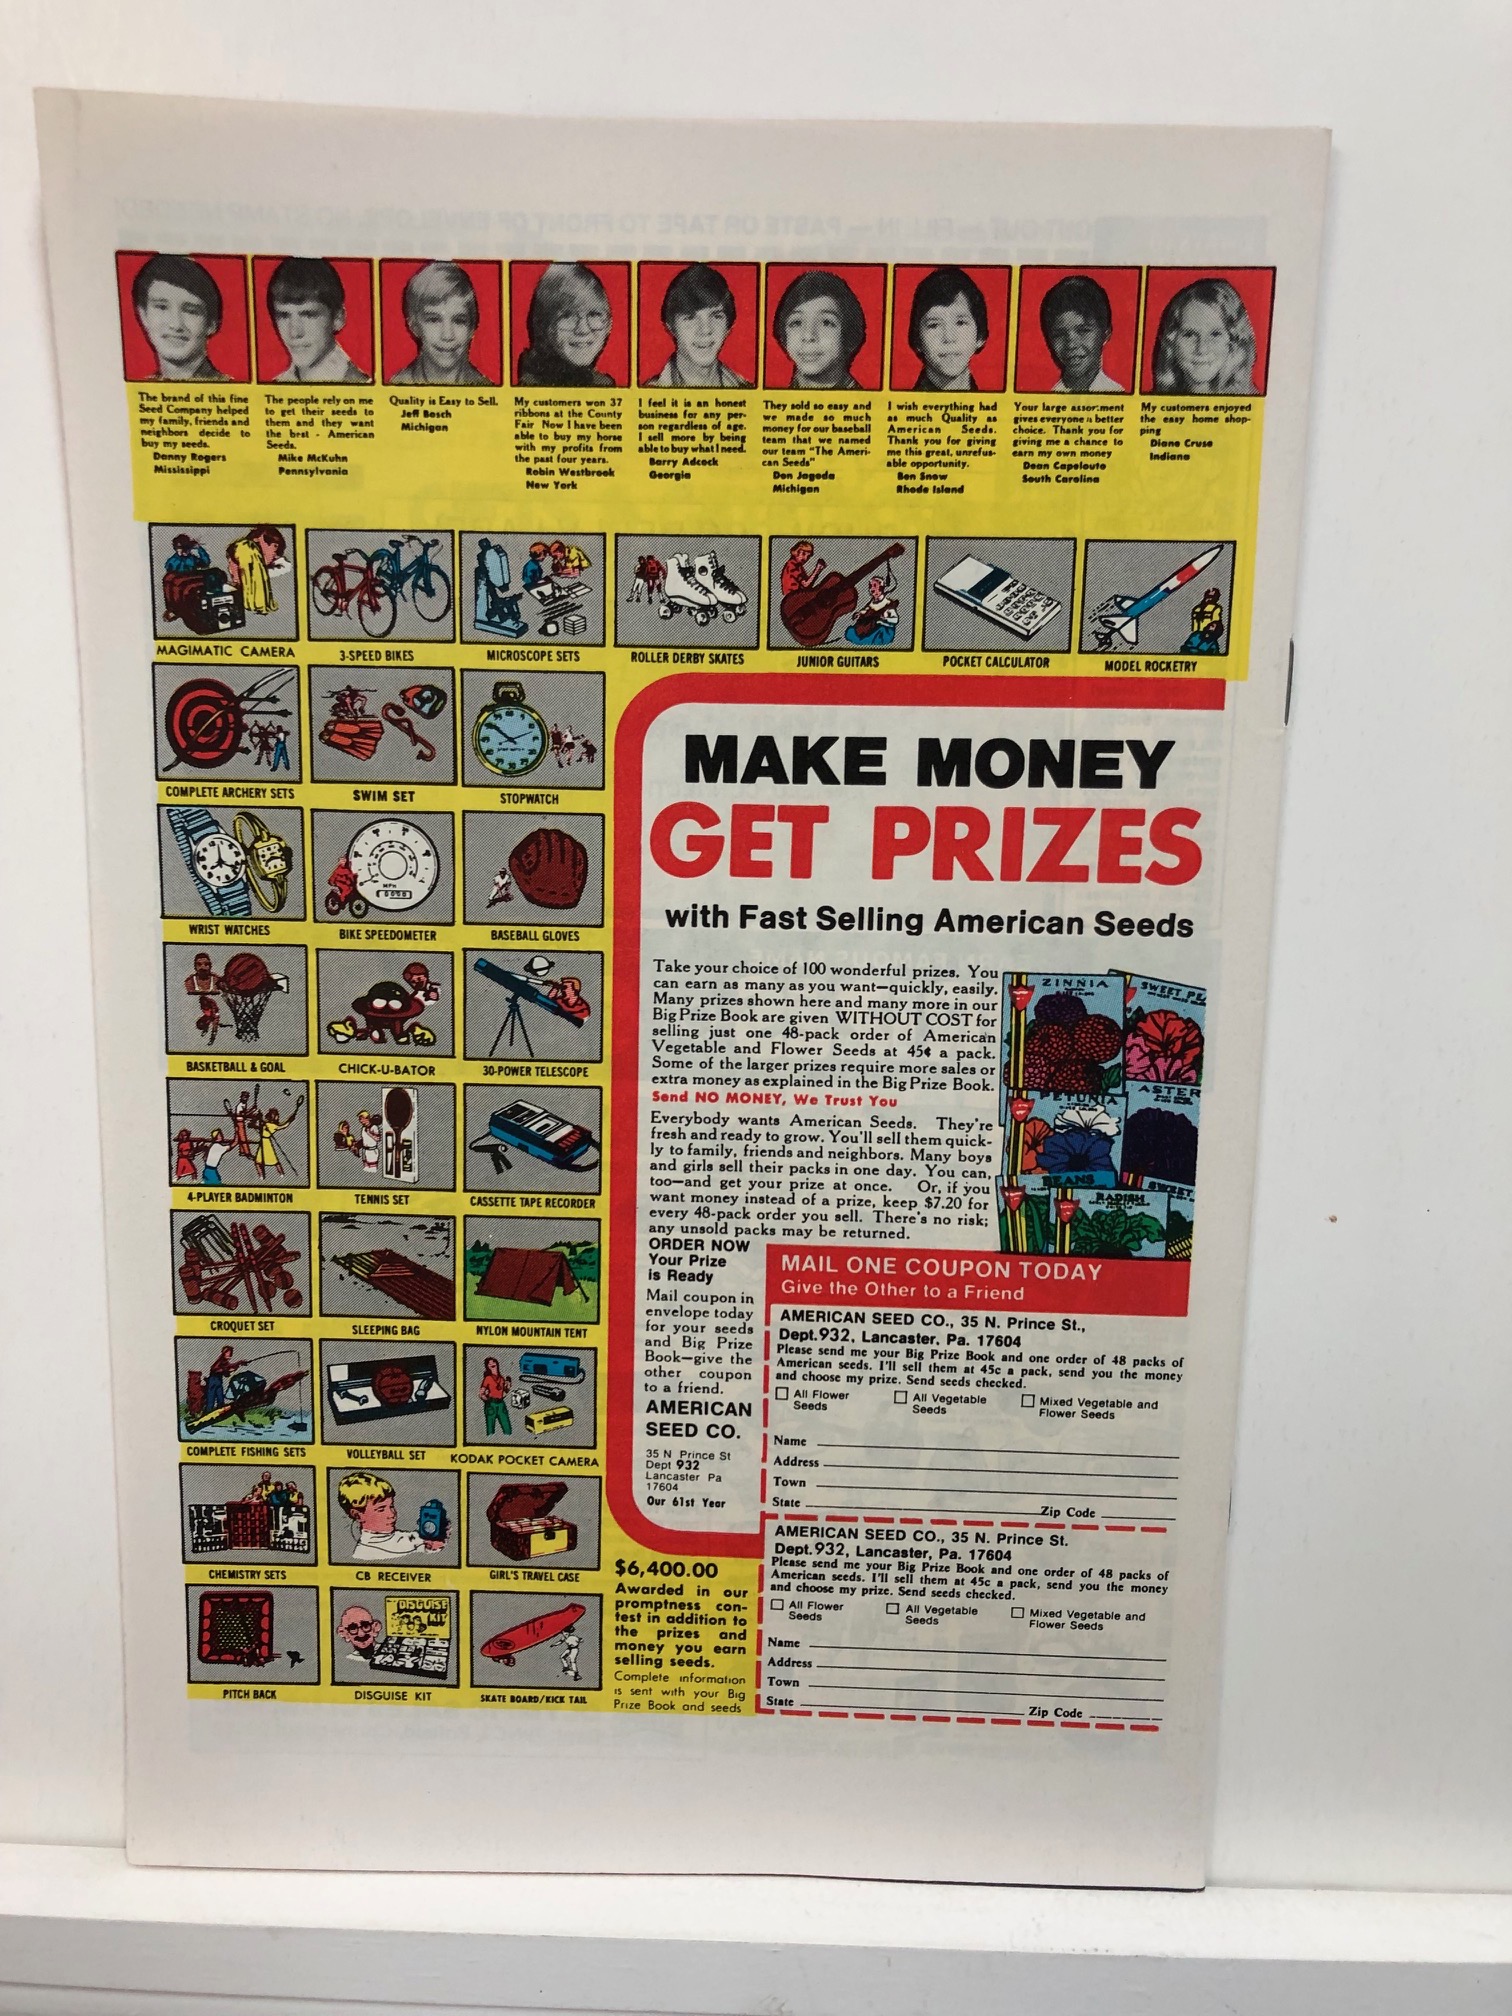 The brand of this fine
Seed Company helped
my family, friends and
neighbors decide to
buy my seeds.
Danny Rogers
Mississippi
The people rely on me
to get their seeds to
them and they want
the best - American
Seeds.
Mike McKuhn
Pennsylvania
Quality is Easy to Sell.
Jeff Bosch
Michigan
My customers won 37
ribbons at the County
Fair Now I have been
able to buy my horse
with my profits from
the past four years.
Robin Westbrook
New York
I feel it is an honest
business for any per-
son regardless of age.
I sell more by being
able to buy what I need.
Barry Adcock
Georgia
They sold so easy and
we made so much
money for our baseball
team that we named
our team "The Ameri-
can Seeds"
Don Jagoda
Michigan
I wish everything had
as much Quality as
American Seeds.
Thank you for giving
me this great, unrefus-
able opportunity.
Ben Snow
Rhode Island
Your large assortment
gives everyone a better
choice. Thank you for
giving me a chance to
earn my own money
Dean Capelouto
South Carolina
My customers enjoyed
the easy home shop-
ping
Diane Cruse
Indiana
MAGIMATIC CAMERA
3-SPEED BIKES
MICROSCOPE SETS
ROLLER DERBY SKATES
JUNIOR GUITARS
POCKET CALCULATOR
MODEL ROCKETRY
COMPLETE ARCHERY SETS
SWIM SET
STOPWATCH
WRIST WATCHES
MPH
BIKE SPEEDOMETER
BASEBALL GLOVES
BASKETBALL & GOAL
CHICK-U-BATOR
30-POWER TELESCOPE
4-PLAYER BADMINTON
TENNIS SET
CASSETTE TAPE RECORDER
CROQUET SET
SLEEPING BAG
NYLON MOUNTAIN TENT
COMPLETE FISHING SETS
VOLLEYBALL SET
KODAK POCKET CAMERA
CHEMISTRY SETS
CB RECEIVER
GIRL'S TRAVEL CASE
PITCH BACK
DISGUISE
KIT
DISGUISE KIT
SKATE BOARD/KICK TAIL
MAKE MONEY
GET PRIZES
with Fast Selling American Seeds
Take your choice of 100 wonderful prizes. You
can earn as many as you want—quickly, easily.
Many prizes shown here and many more in our
Big Prize Book are given WITHOUT COST for
selling just one 48-pack order of American
Vegetable and Flower Seeds at 45¢ a pack.
Some of the larger prizes require more sales or
extra money as explained in the Big Prize Book.
Send NO MONEY, We Trust You
Everybody wants American Seeds. They're
fresh and ready to grow. You'll sell them quick-
ly to family, friends and neighbors. Many boys
and girls sell their packs in one day. You can,
too—and get your prize at once. Or, if you
want money instead of a prize, keep $7.20 for
every 48-pack order you sell. There's no risk;
any unsold packs may be returned.
ZINNIA
SWEET PE
PETUNIA
ASTER
BEANS
RADISH
SWEET
ORDER NOW
Your Prize
is Ready
Mail coupon in
envelope today
for your seeds
and Big Prize
Book—give the
other coupon
to a friend.
AMERICAN
SEED CO.
35 N Prince St
Dept 932
Lancaster Pa
17604
Our 61st Year
$6,400.00
Awarded in our
promptness con-
test in addition to
the prizes and
money you earn
selling seeds.
Complete information
is sent with your Big
Prize Book and seeds
MAIL ONE COUPON TODAY
Give the Other to a Friend
AMERICAN SEED CO., 35 N. Prince St.,
Dept.932, Lancaster, Pa. 17604
Please send me your Big Prize Book and one order of 48 packs of
American seeds. I'll sell them at 45c a pack, send you the money
and choose my prize. Send seeds checked.
All Flower
Seeds
All Vegetable
Seeds
Mixed Vegetable and
Flower Seeds
Name
Address
Town
State Zip Code
AMERICAN SEED CO., 35 N. Prince St.
Dept.932, Lancaster, Pa. 17604
Please send me your Big Prize Book and one order of 48 packs of
American seeds. I'll sell them at 45c a pack, send you the money
and choose my prize. Send seeds checked.
All Flower
Seeds
All Vegetable
Seeds
Mixed Vegetable and
Flower Seeds
Name
Address
Town
State Zip Code